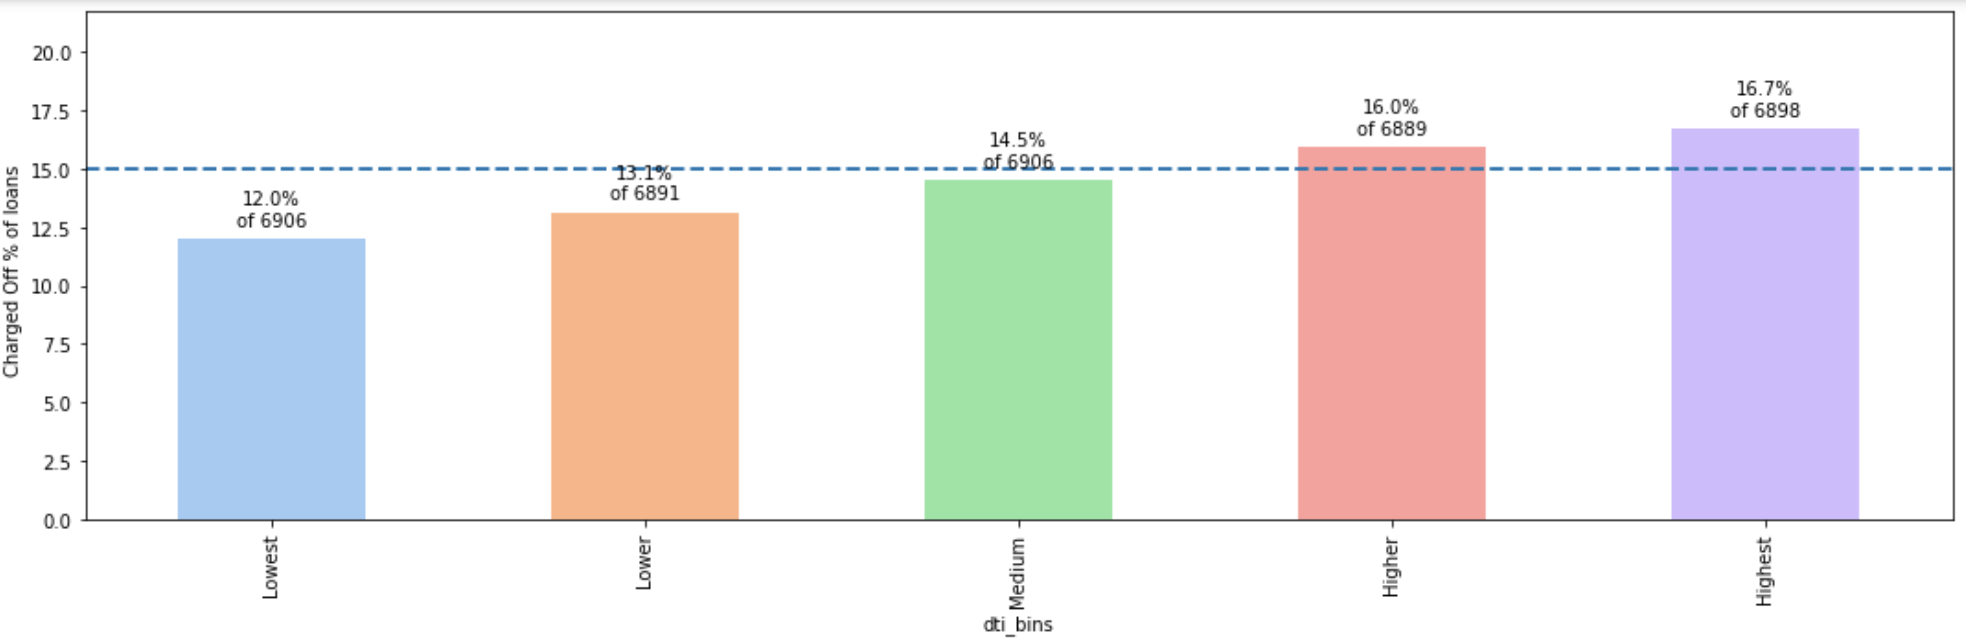 Charged Off % of loans
20.0
17.5
15.0
12.5
10.0
7.5
5.0
2.5
0.0
12.0%
of 6906
13.1%
of 6891
14.5%
of 6906
16.0%
of 6889
16.7%
of 6898
Lowest
Lower
Medium
Higher
Highest
dti_bins